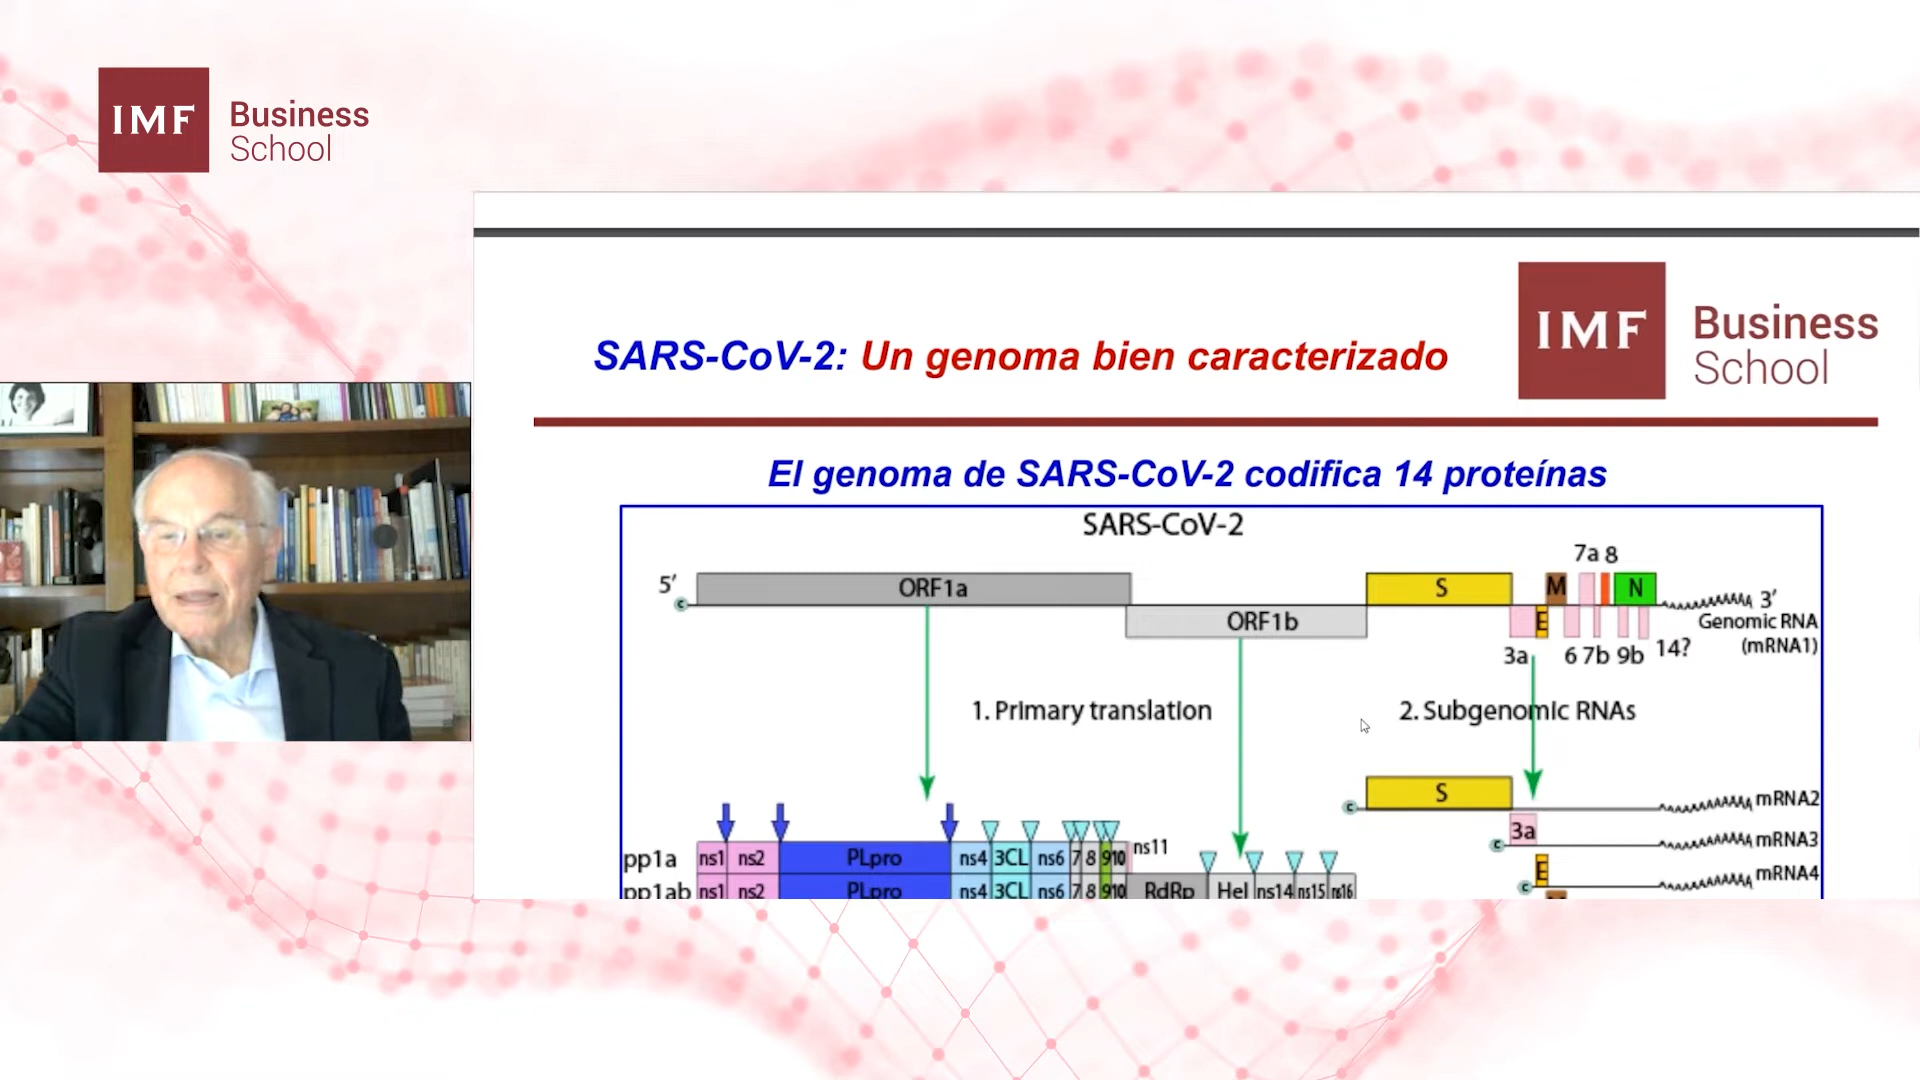 IMF Business
School
IMF Business
School
SARS-CoV-2: Un genoma bien caracterizado
El genoma de SARS-CoV-2 codifica 14 proteínas
SARS-CoV-2
7a 8
5′ c ORF1a S M N 3′
ORF1b E Genomic RNA
3a 6 7b 9b 14? (mRNA1)
1. Primary translation 2. Subgenomic RNAs
c S mRNA2
c 3a mRNA3
pp1a ns1 ns2 PLpro ns4 3CL ns6 7 8 9 10 ns11
c E mRNA4
pp1ab ns1 ns2 PLpro ns4 3CL ns6 7 8 9 10 RdRp Hel ns14 ns15 ns16